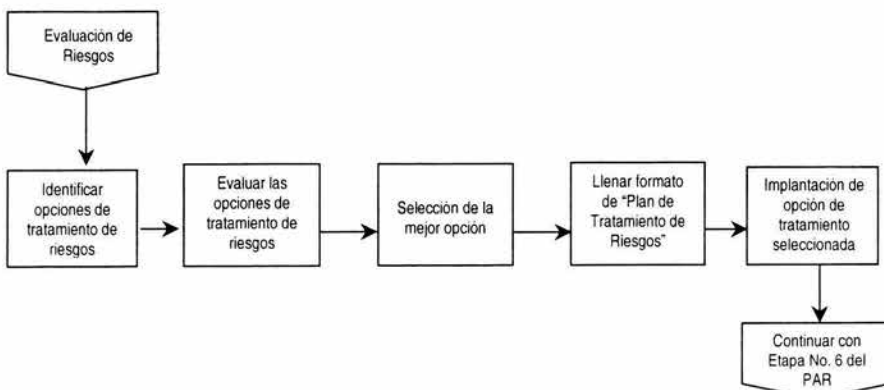 Evaluación de
Riesgos
Identificar
opciones de
tratamiento de
riesgos
Evaluar las
opciones de
tratamiento de
riesgos
Selección de la
mejor opción
Llenar formato
de “Plan de
Tratamiento de
Riesgos”
Implantación de
opción de
tratamiento
seleccionada
Continuar con
Etapa No. 6 del
PAR